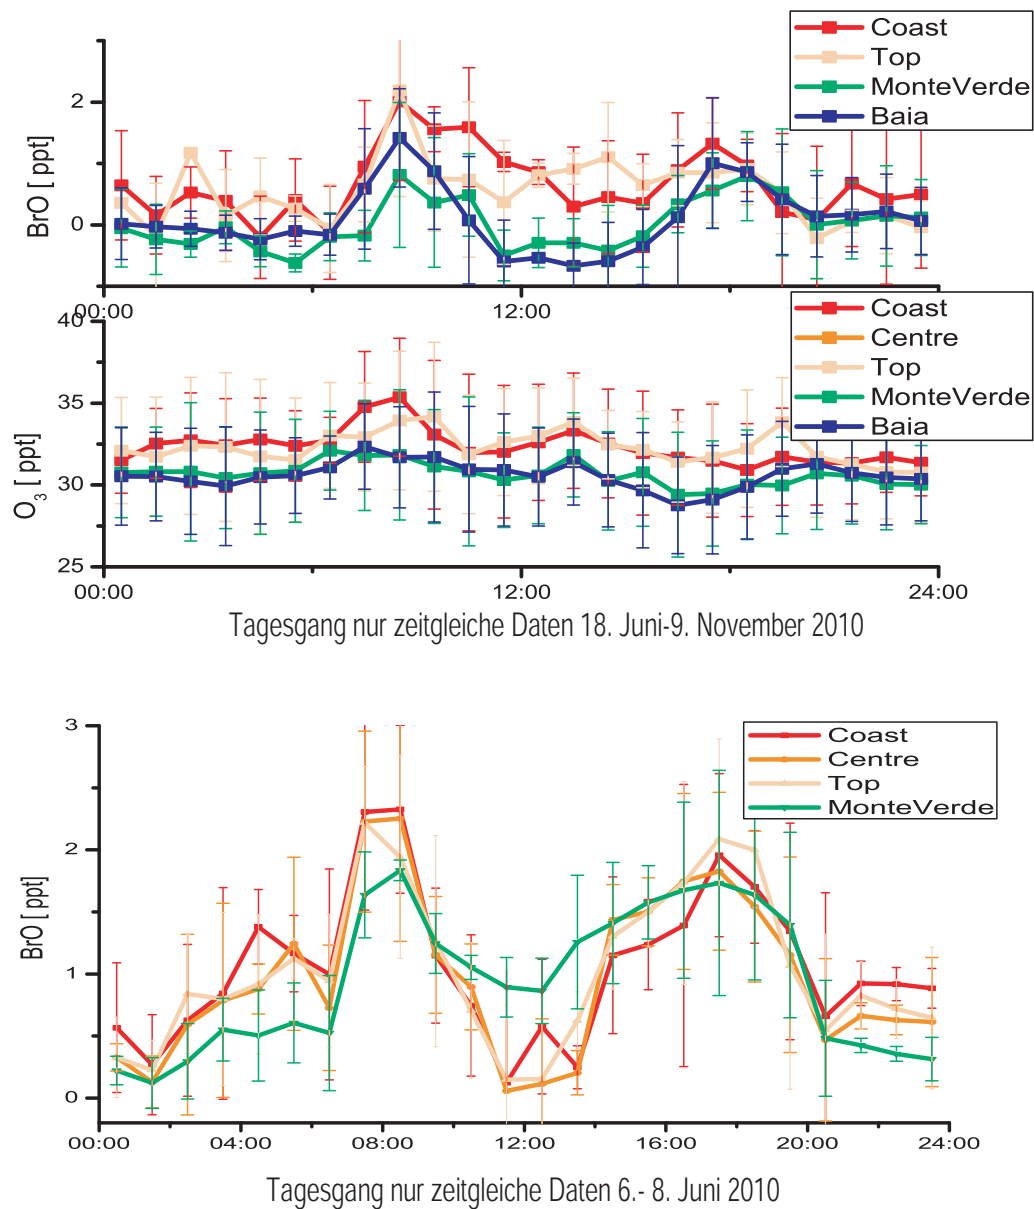 BrO [ ppt]
2
0
Coast
Top
MonteVerde
Baia
00:00
12:00
O3 [ ppt]
40
35
30
25
Coast
Centre
Top
MonteVerde
Baia
00:00
12:00
24:00
Tagesgang nur zeitgleiche Daten 18. Juni-9. November 2010
BrO [ ppt]
3
2
1
0
Coast
Centre
Top
MonteVerde
00:00
04:00
08:00
12:00
16:00
20:00
24:00
Tagesgang nur zeitgleiche Daten 6.- 8. Juni 2010